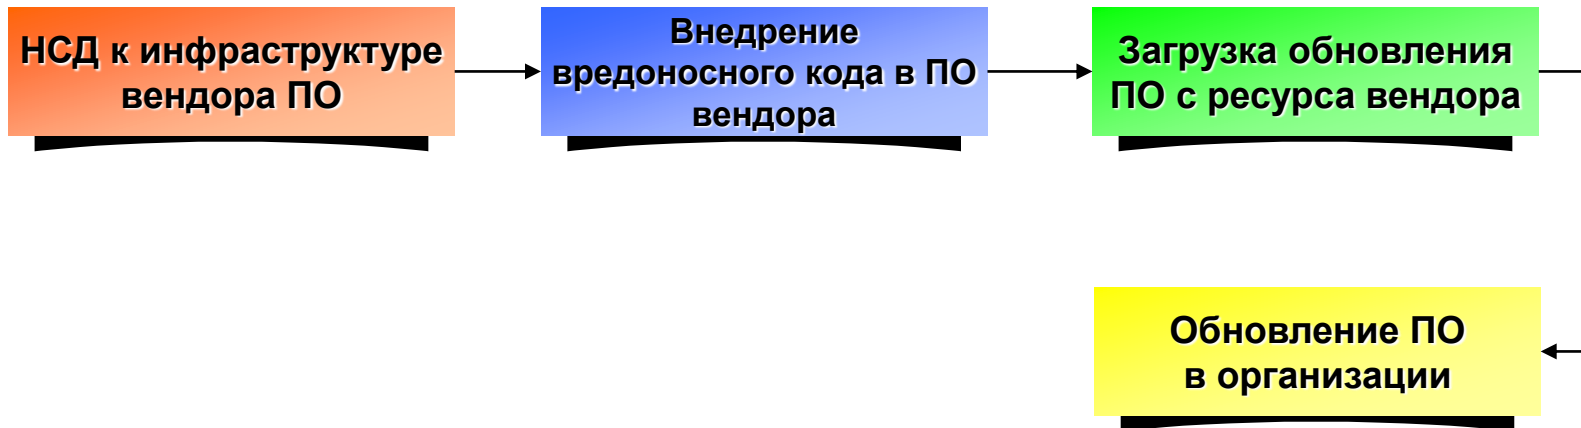 НСД к инфраструктуре
вендора ПО
Внедрение
вредоносного кода в ПО
вендора
Загрузка обновления
ПО с ресурса вендора
Обновление ПО
в организации